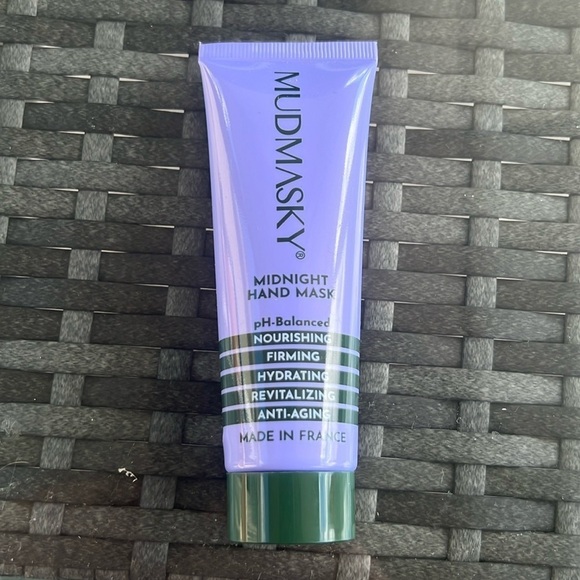 MUDMASKY®
MIDNIGHT
HAND MASK
pH-Balanced
NOURISHING
FIRMING
HYDRATING
REVITALIZING
ANTI-AGING
MADE IN FRANCE